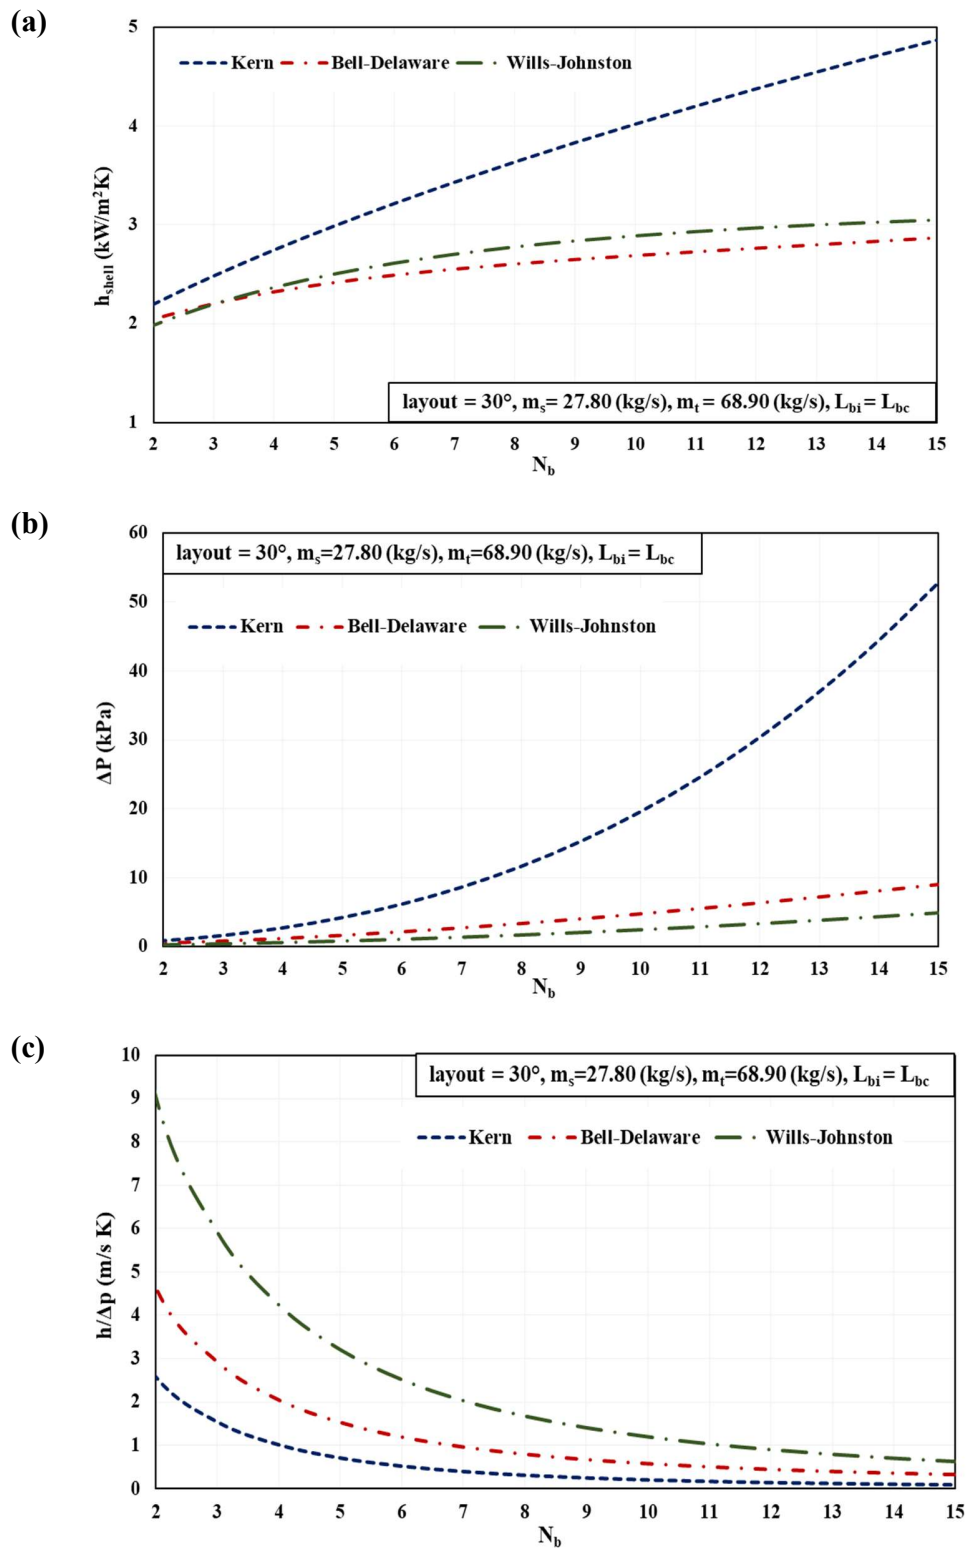 (a)
5
4
3
2
1
h_shell (kW/m²K)
Kern Bell-Delaware Wills-Johnston
layout = 30°, m_s= 27.80 (kg/s), m_t = 68.90 (kg/s), L_bi = L_bc
2 3 4 5 6 7 8 9 10 11 12 13 14 15
N_b
(b)
60
50
40
30
20
10
0
ΔP (kPa)
layout = 30°, m_s=27.80 (kg/s), m_t=68.90 (kg/s), L_bi = L_bc
Kern Bell-Delaware Wills-Johnston
2 3 4 5 6 7 8 9 10 11 12 13 14 15
N_b
(c)
10
9
8
7
6
5
4
3
2
1
0
h/Δp (m/s K)
layout = 30°, m_s=27.80 (kg/s), m_t=68.90 (kg/s), L_bi = L_bc
Kern Bell-Delaware Wills-Johnston
2 3 4 5 6 7 8 9 10 11 12 13 14 15
N_b